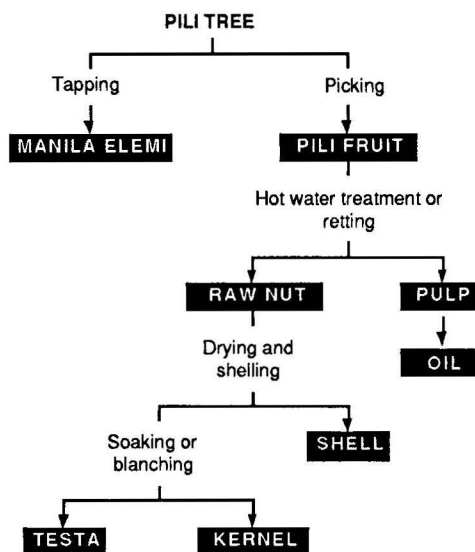 PILI TREE
Tapping
Picking
MANILA ELEMI
PILI FRUIT
Hot water treatment or
retting
RAW NUT
PULP
Drying and
shelling
OIL
Soaking or
blanching
SHELL
TESTA
KERNEL